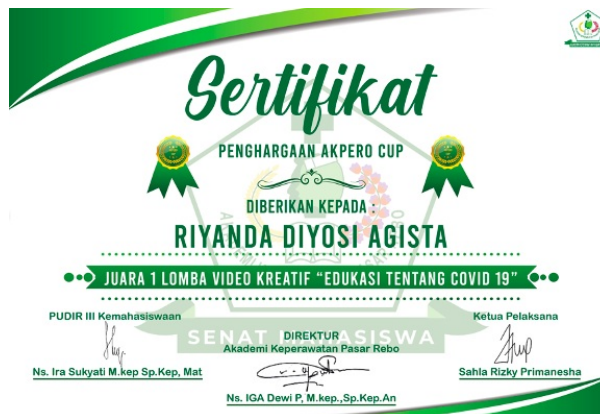 Sertifikat
PENGHARGAAN AKPERO CUP
DIBERIKAN KEPADA :
RIYANDA DIYOSI AGISTA
JUARA 1 LOMBA VIDEO KREATIF “EDUKASI TENTANG COVID 19”
PUDIR III Kemahasiswaan
Ns. Ira Sukyati M.kep Sp.Kep, Mat
SENAT MAHASISWA
DIREKTUR
Akademi Keperawatan Pasar Rebo
Ns. IGA Dewi P, M.kep.,Sp.Kep.An
Ketua Pelaksana
Sahla Rizky Primanesha